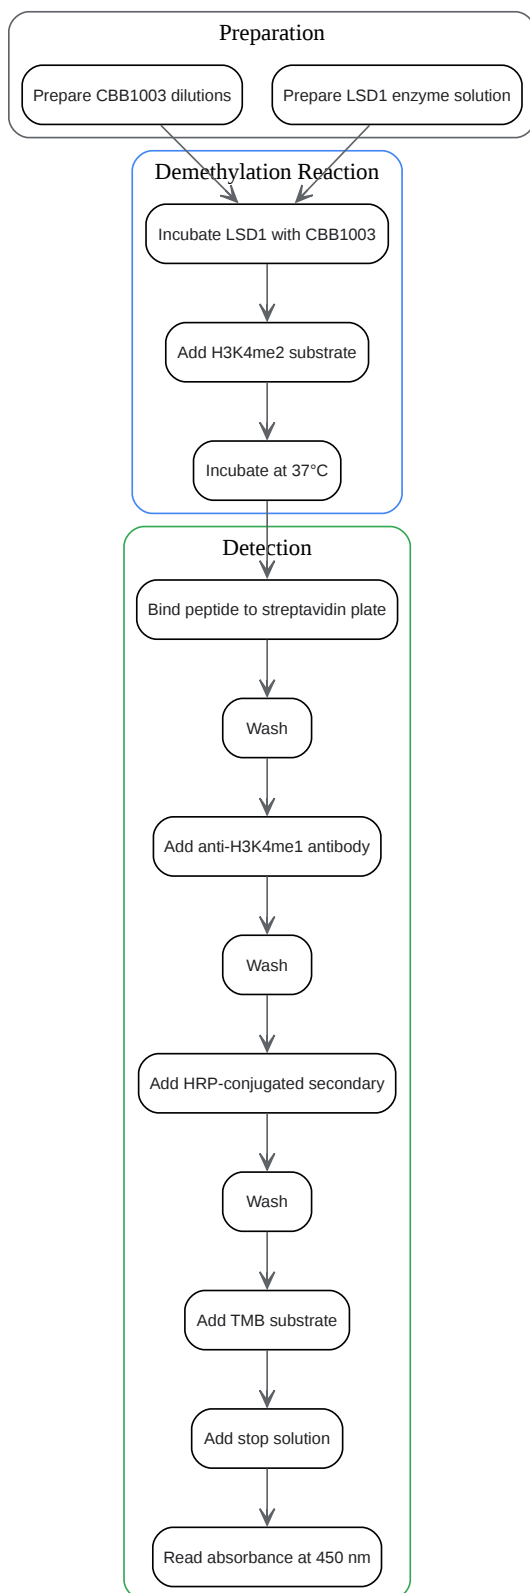 Preparation
Prepare CBB1003 dilutions
Prepare LSD1 enzyme solution
Demethylation Reaction
Incubate LSD1 with CBB1003
Add H3K4me2 substrate
Incubate at 37°C
Detection
Bind peptide to streptavidin plate
Wash
Add anti-H3K4me1 antibody
Wash
Add HRP-conjugated secondary
Wash
Add TMB substrate
Add stop solution
Read absorbance at 450 nm